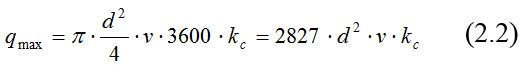 q_max = π · d²/4 · v · 3600 · k_c = 2827 · d² · v · k_c (2.2)